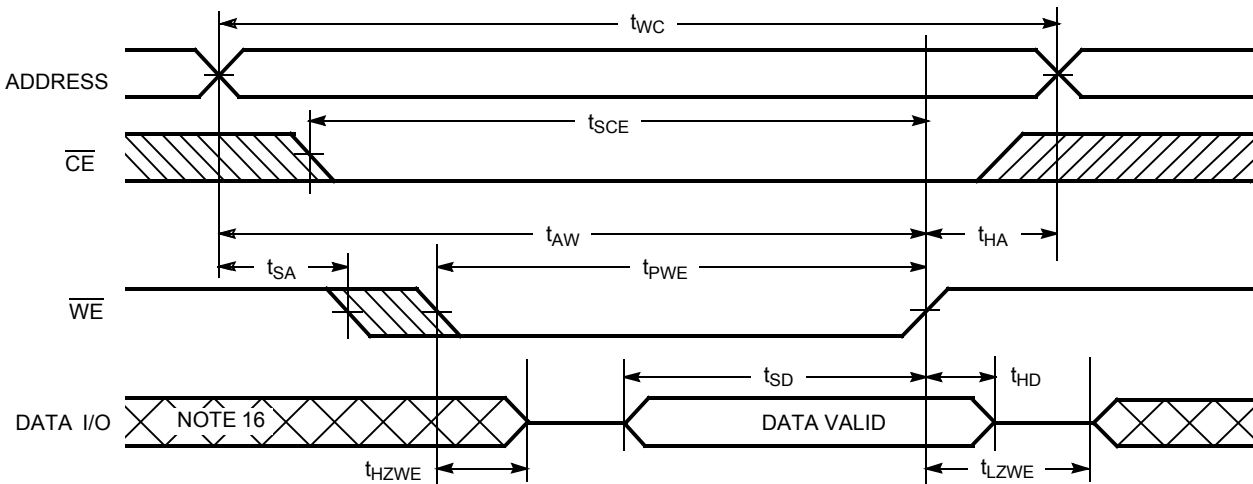 tWC
ADDRESS
tSCE
CE
tAW
tHA
tSA
tPWE
WE
tSD
tHD
DATA I/O
NOTE 16
DATA VALID
tHZWE
tLZWE